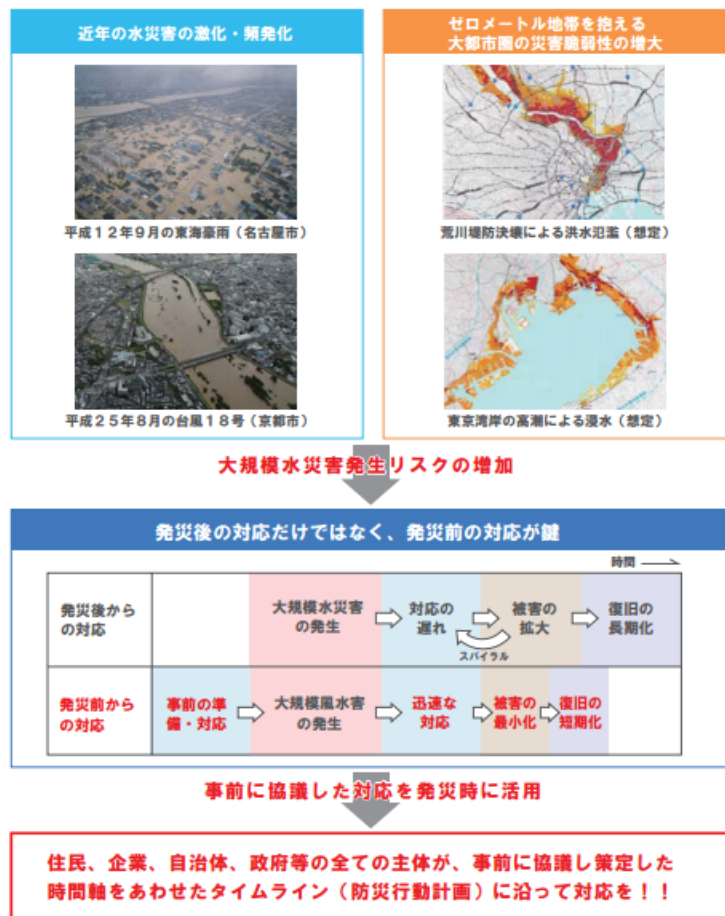 近年の水災害の激化・頻発化
ゼロメートル地帯を抱える
大都市圏の災害脆弱性の増大
平成12年9月の東海豪雨（名古屋市）
荒川堤防決壊による洪水氾濫（想定）
平成25年8月の台風18号（京都市）
東京湾岸の高潮による浸水（想定）
大規模水災害発生リスクの増加
発災後の対応だけではなく、発災前の対応が鍵
時間
発災後から
の対応
大規模水災害
の発生
対応の
遅れ
被害の
拡大
復旧の
長期化
スパイラル
発災前から
の対応
事前の準
備・対応
大規模風水害
の発生
迅速な
対応
被害の
最小化
復旧の
短期化
事前に協議した対応を発災時に活用
住民、企業、自治体、政府等の全ての主体が、事前に協議し策定した
時間軸をあわせたタイムライン（防災行動計画）に沿って対応を！！